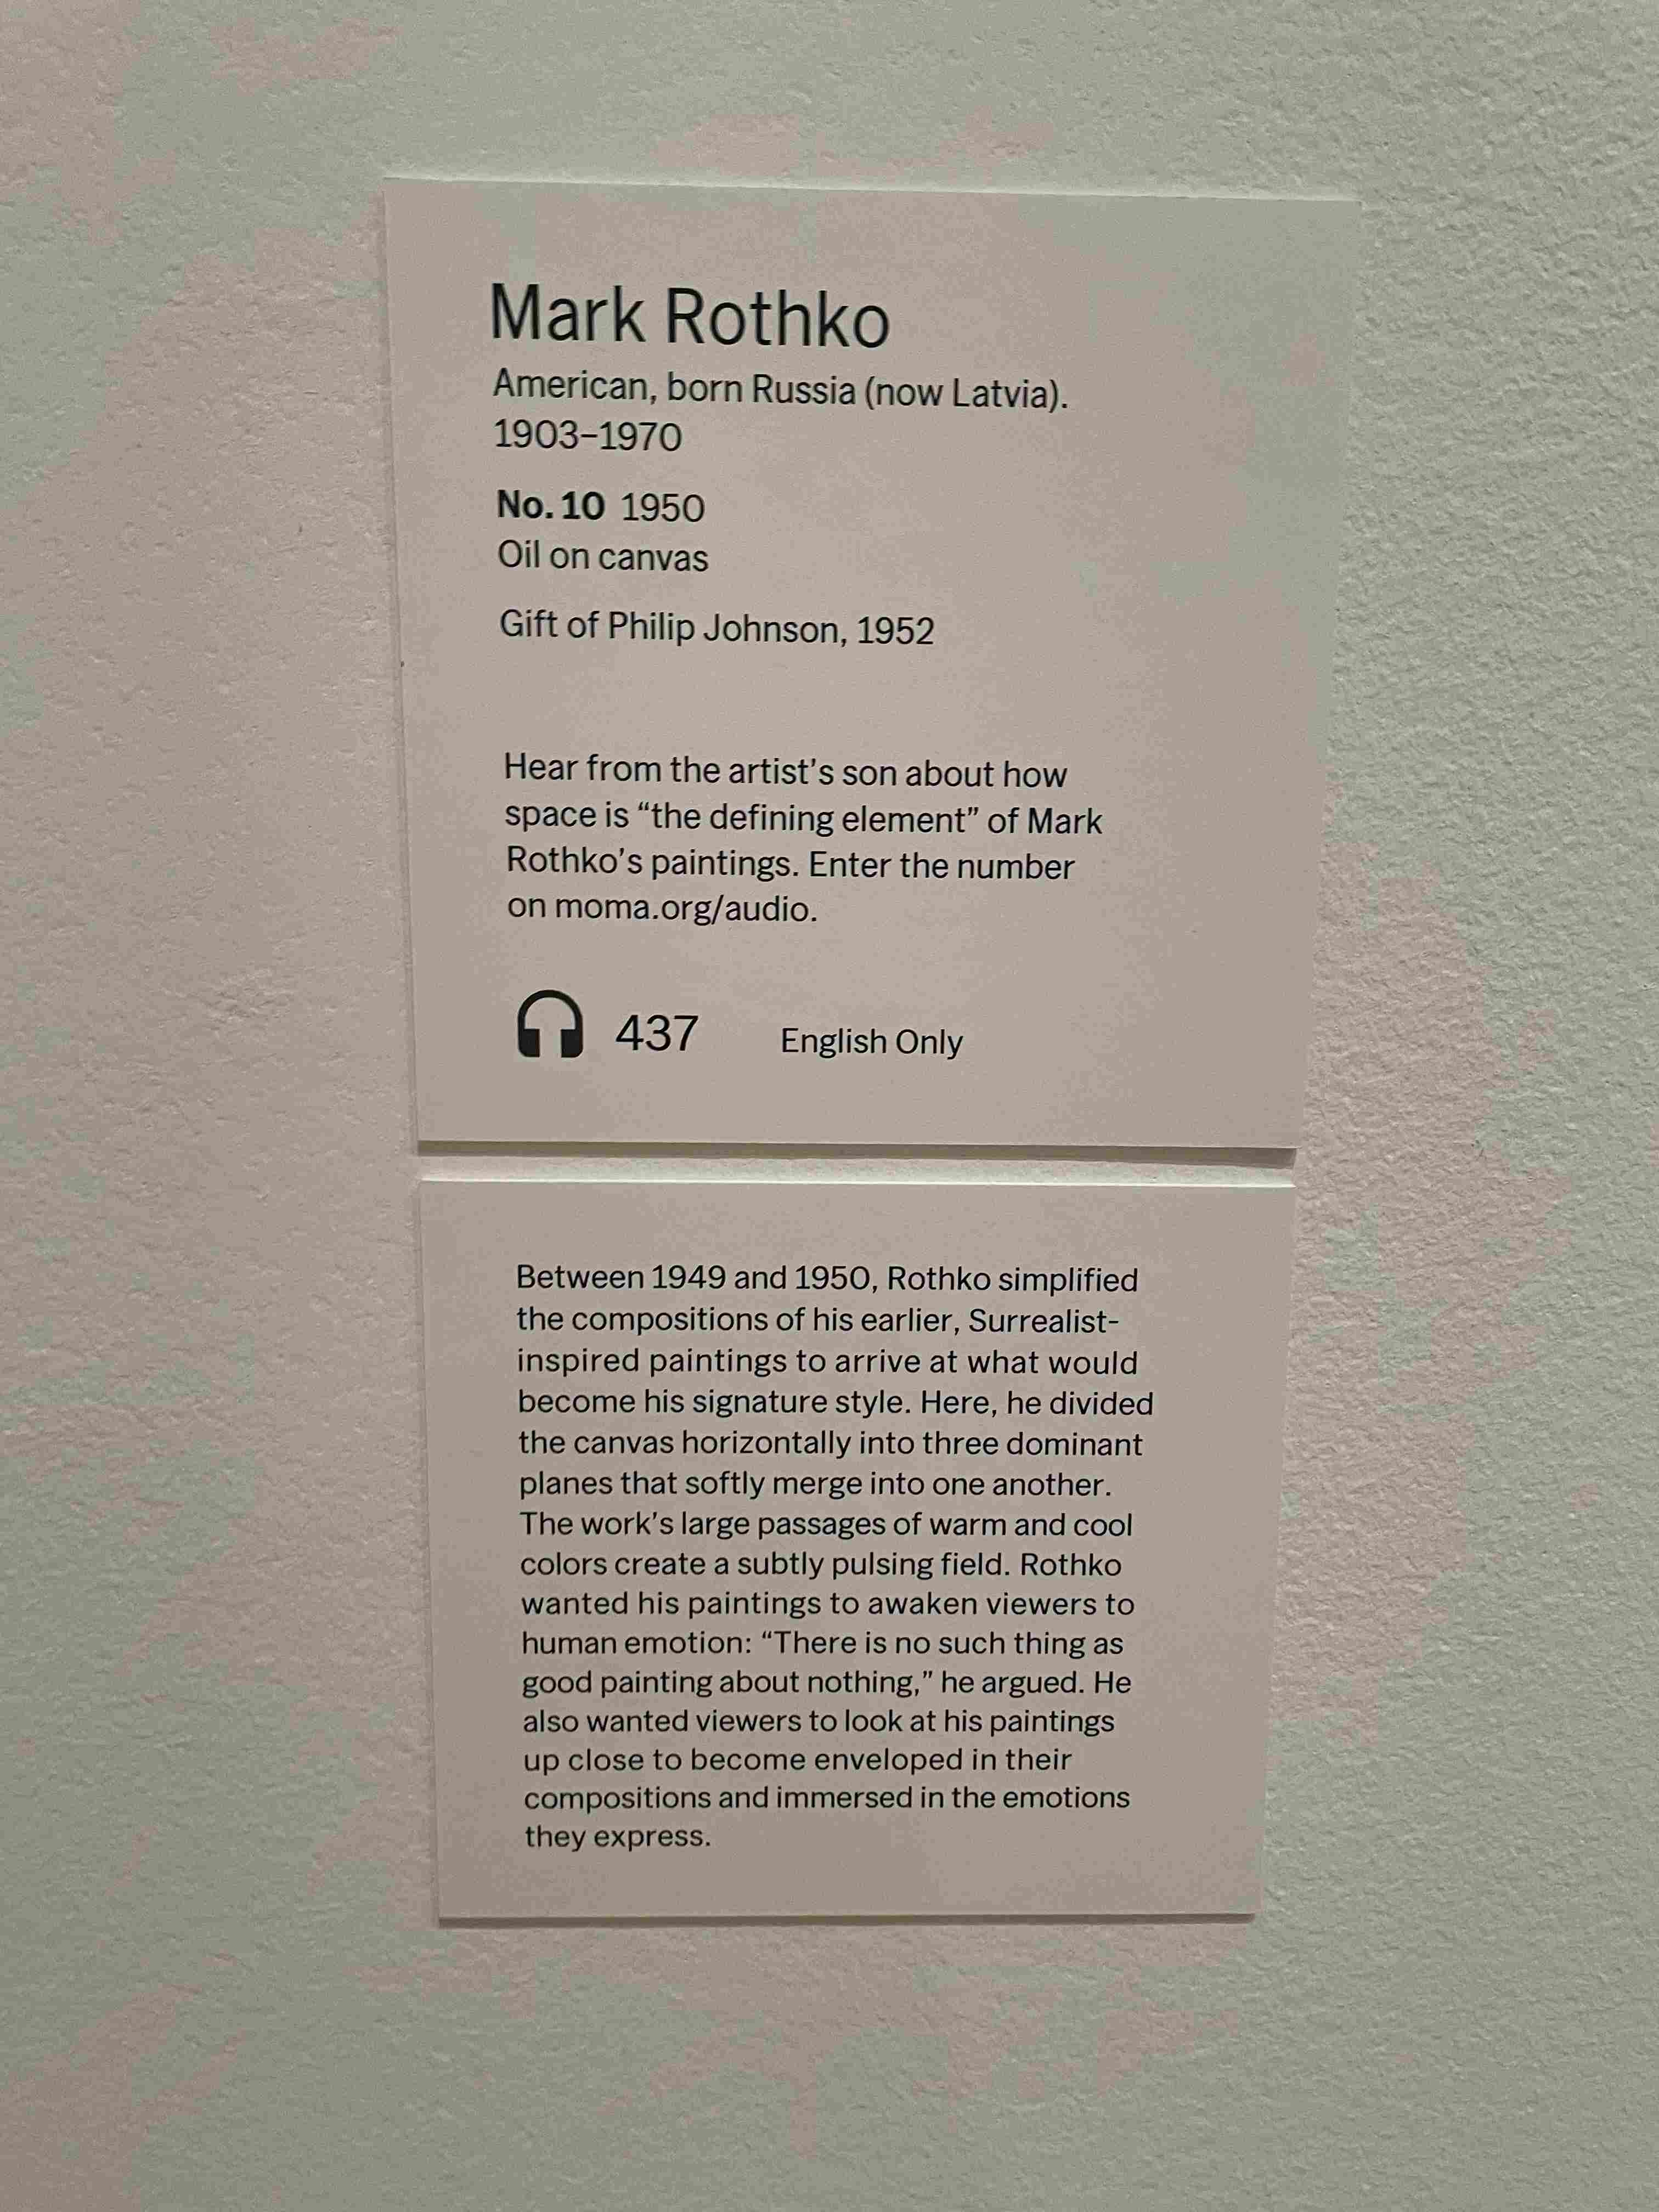 Mark Rothko
American, born Russia (now Latvia).
1903–1970
No. 10 1950
Oil on canvas
Gift of Philip Johnson, 1952
Hear from the artist’s son about how
space is “the defining element” of Mark
Rothko’s paintings. Enter the number
on moma.org/audio.
437 English Only
Between 1949 and 1950, Rothko simplified
the compositions of his earlier, Surrealist-
inspired paintings to arrive at what would
become his signature style. Here, he divided
the canvas horizontally into three dominant
planes that softly merge into one another.
The work’s large passages of warm and cool
colors create a subtly pulsing field. Rothko
wanted his paintings to awaken viewers to
human emotion: “There is no such thing as
good painting about nothing,” he argued. He
also wanted viewers to look at his paintings
up close to become enveloped in their
compositions and immersed in the emotions
they express.